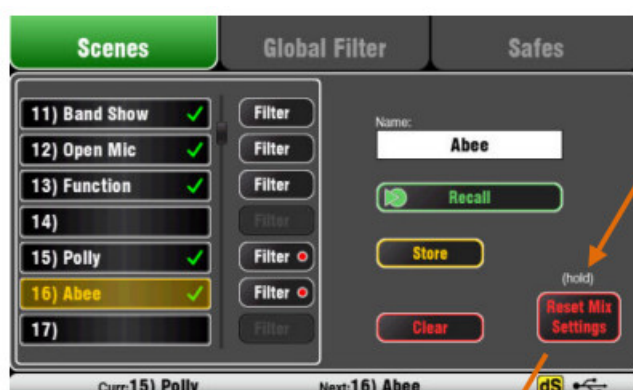 Scenes Global Filter Safes
11) Band Show Filter
12) Open Mic Filter
13) Function Filter
14) Filter
15) Polly Filter
16) Abee Filter
17) Filter
Name:
Abee
Recall
Store
Clear
(hold)
Reset Mix
Settings
Curr:15) Polly Next:16) Abee dS